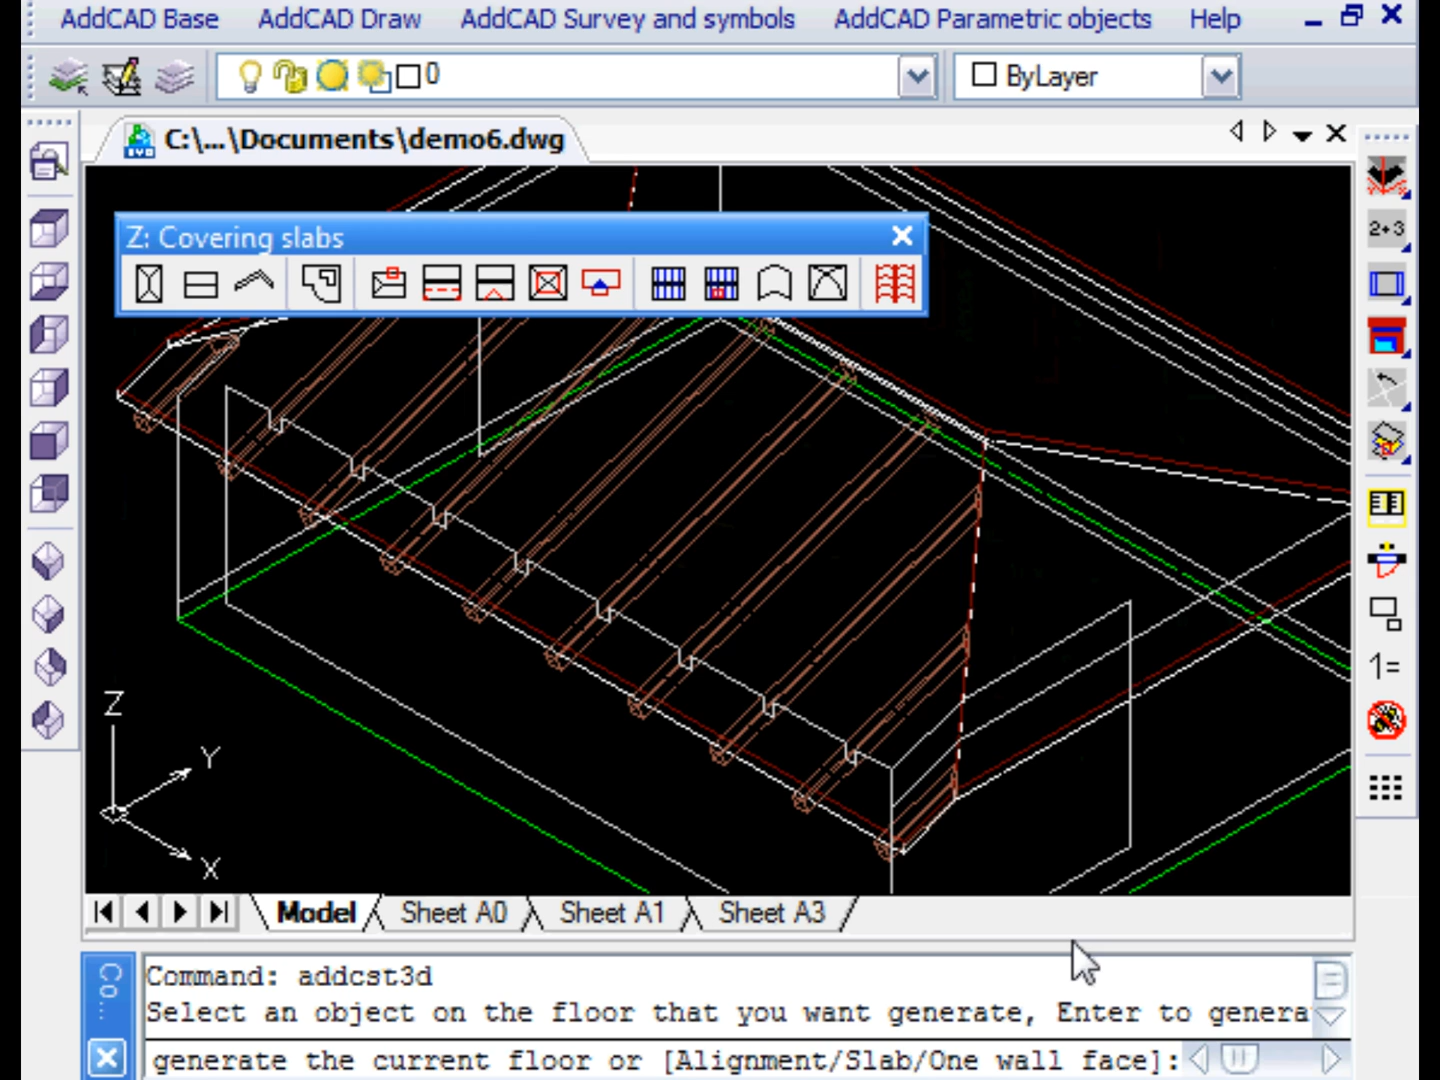 AddCAD Base AddCAD Draw AddCAD Survey and symbols AddCAD Parametric objects Help
0 ByLayer
C:\...\Documents\demo6.dwg
Z: Covering slabs
2+3
1=
Z
Y
X
Model Sheet A0 Sheet A1 Sheet A3
Co...
Command: addcst3d
Select an object on the floor that you want generate, Enter to genera
generate the current floor or [Alignment/Slab/One wall face]: